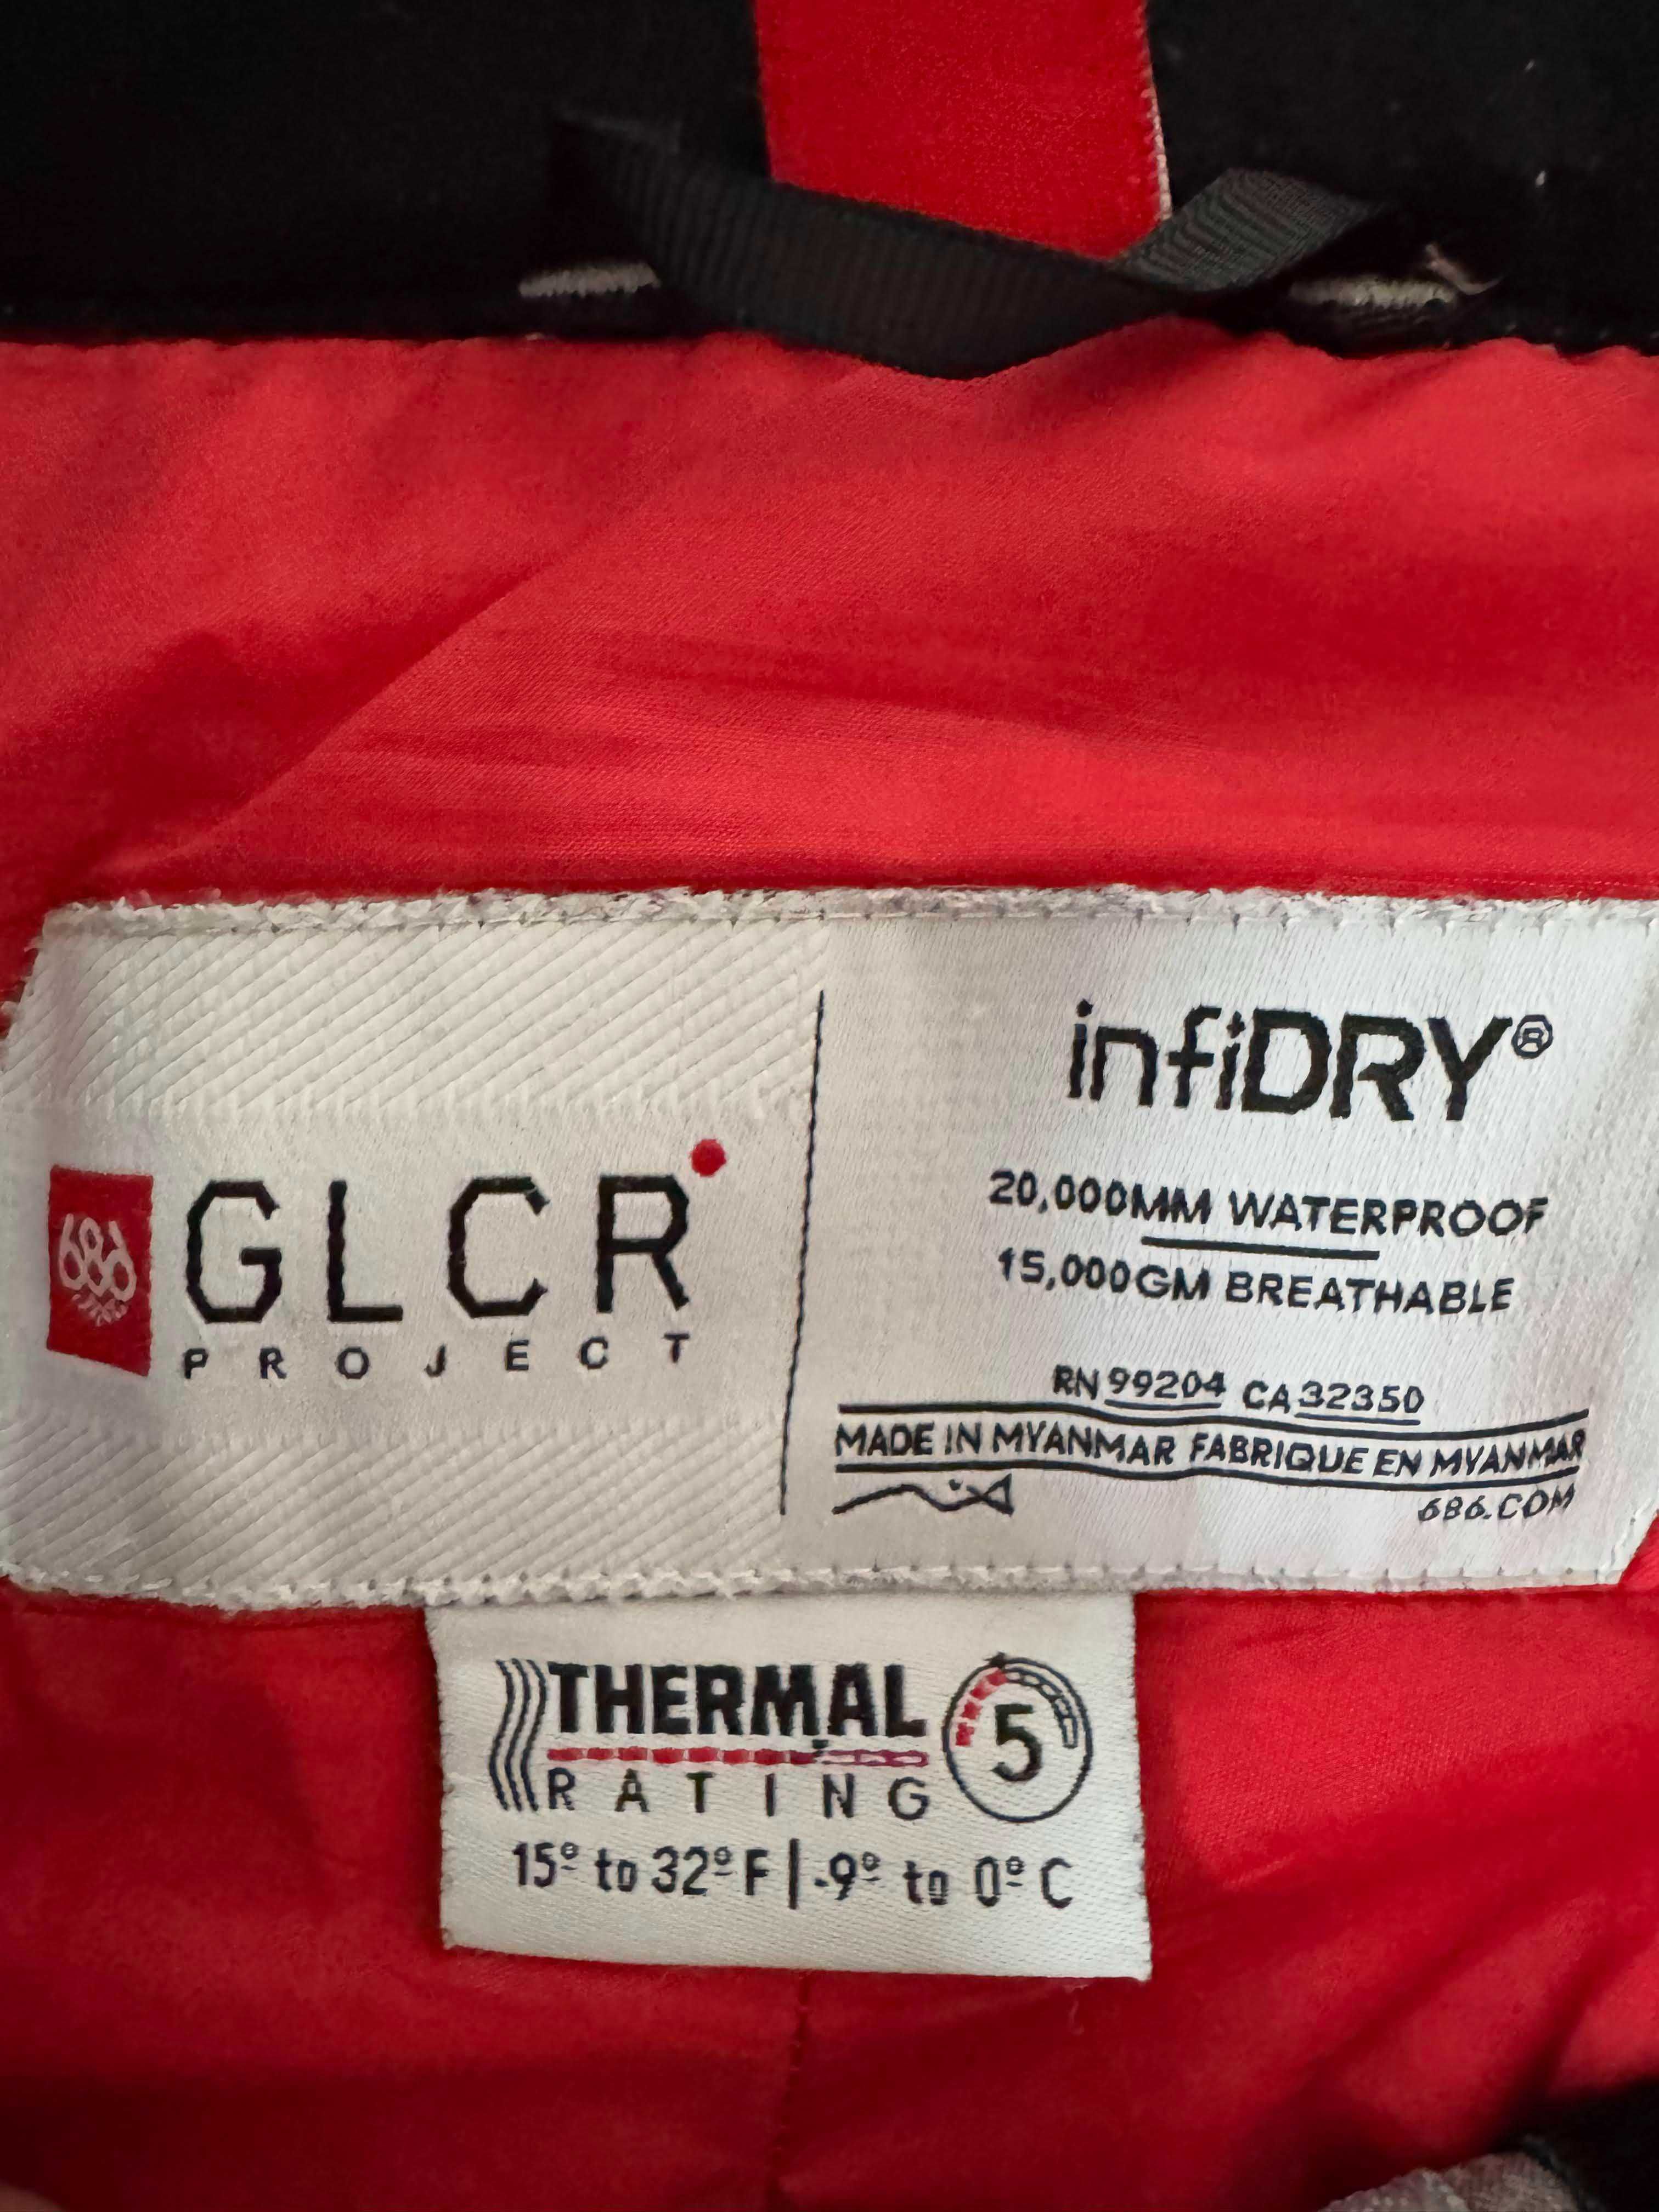 686
GLCR
PROJECT
infiDRY®
20,000MM WATERPROOF
15,000GM BREATHABLE
RN 99204 CA 32350
MADE IN MYANMAR FABRIQUE EN MYANMAR
686.COM
THERMAL
RATING
5
15° to 32° F | -9° to 0° C